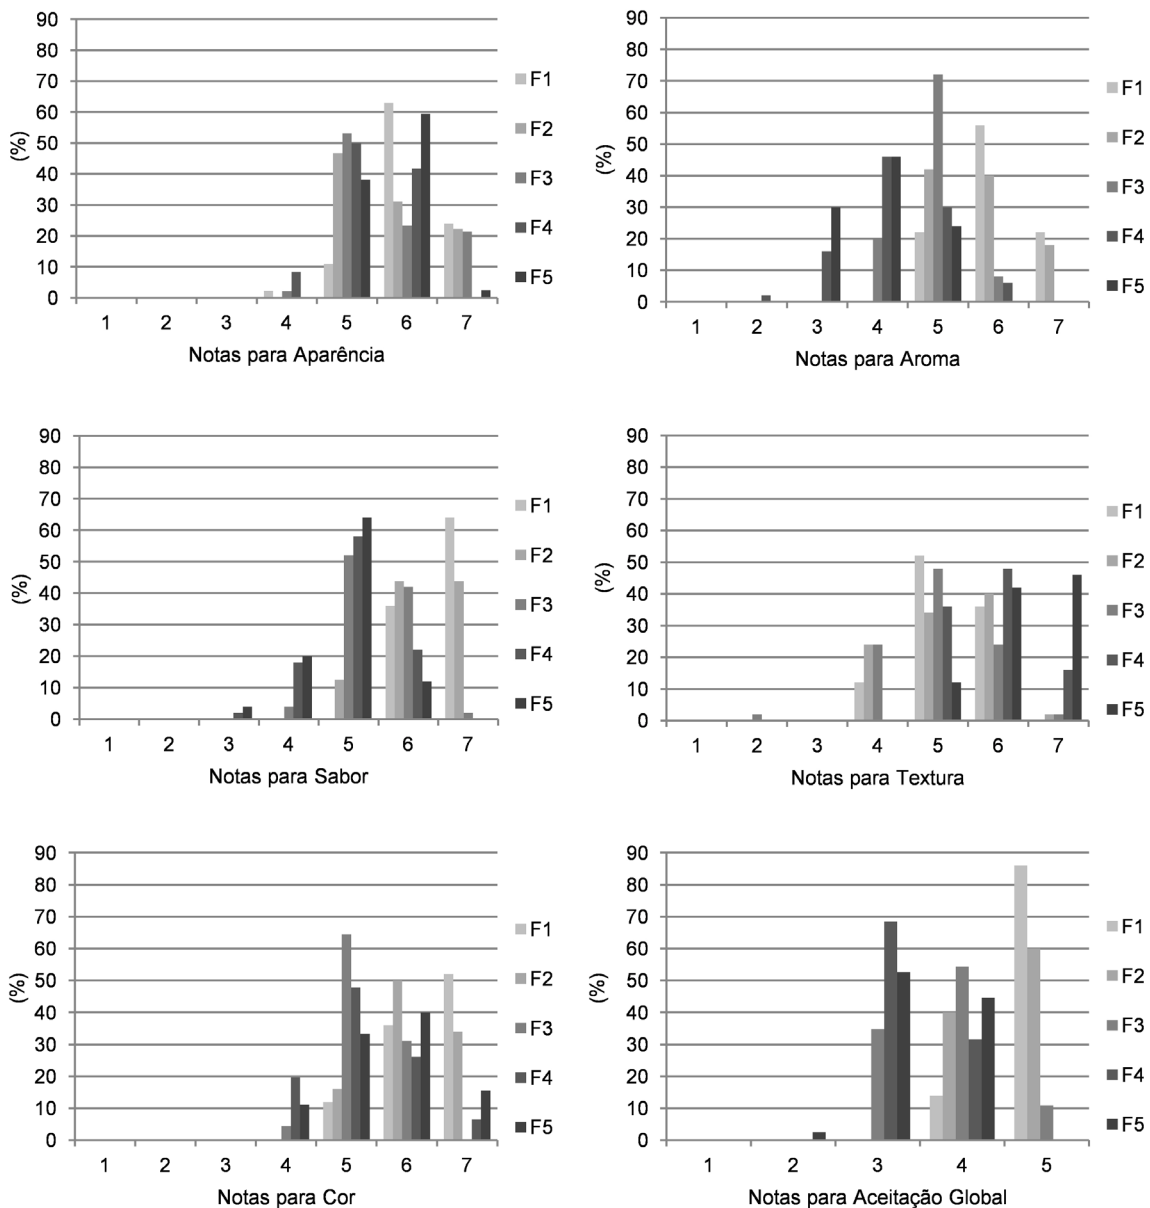 90
80
70
60
50
40
30
20
10
0
(%)
1 2 3 4 5 6 7
Notas para Aparência
F1
F2
F3
F4
F5
90
80
70
60
50
40
30
20
10
0
(%)
1 2 3 4 5 6 7
Notas para Aroma
F1
F2
F3
F4
F5
90
80
70
60
50
40
30
20
10
0
(%)
1 2 3 4 5 6 7
Notas para Sabor
F1
F2
F3
F4
F5
90
80
70
60
50
40
30
20
10
0
(%)
1 2 3 4 5 6 7
Notas para Textura
F1
F2
F3
F4
F5
90
80
70
60
50
40
30
20
10
0
(%)
1 2 3 4 5 6 7
Notas para Cor
F1
F2
F3
F4
F5
90
80
70
60
50
40
30
20
10
0
(%)
1 2 3 4 5
Notas para Aceitação Global
F1
F2
F3
F4
F5